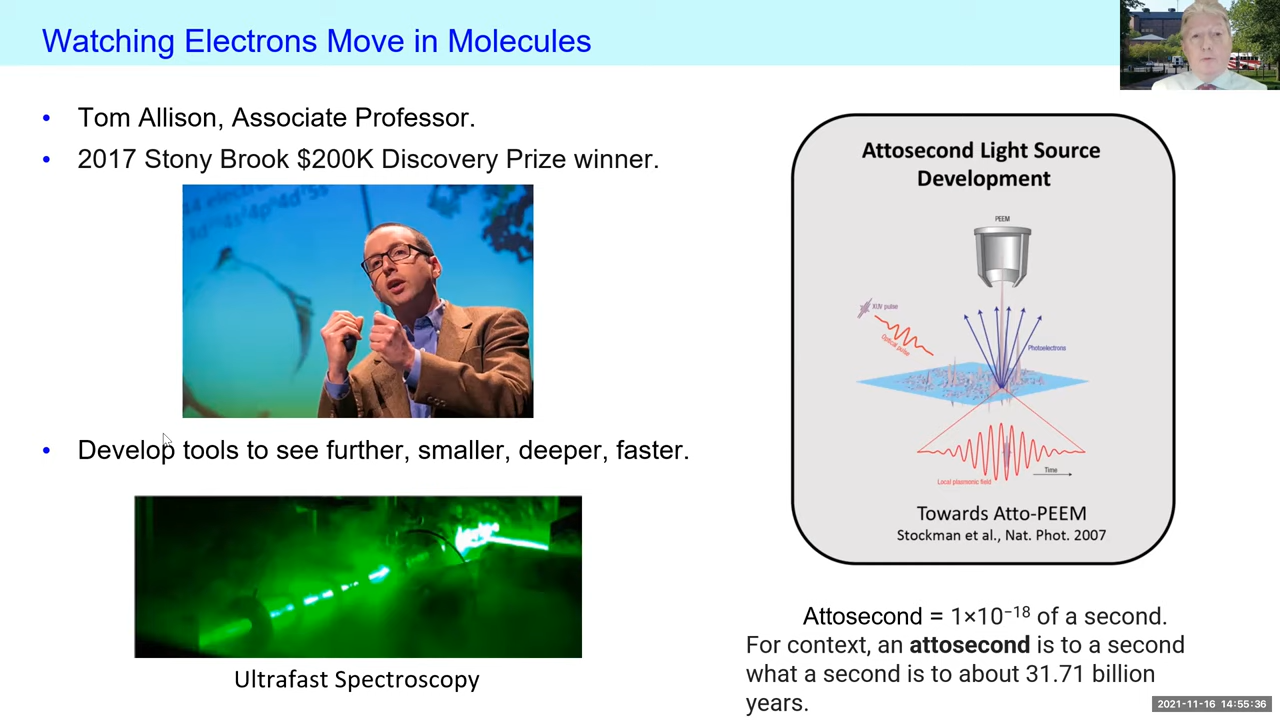 Watching Electrons Move in Molecules
• Tom Allison, Associate Professor.
• 2017 Stony Brook $200K Discovery Prize winner.
• Develop tools to see further, smaller, deeper, faster.
Ultrafast Spectroscopy
Attosecond Light Source
Development
PEEM
XUV pulse
Optical pulse
Photoelectrons
Time
Local plasmonic field
Towards Atto-PEEM
Stockman et al., Nat. Phot. 2007
Attosecond = 1×10⁻¹⁸ of a second.
For context, an attosecond is to a second
what a second is to about 31.71 billion
years.
2021-11-16 14:55:36